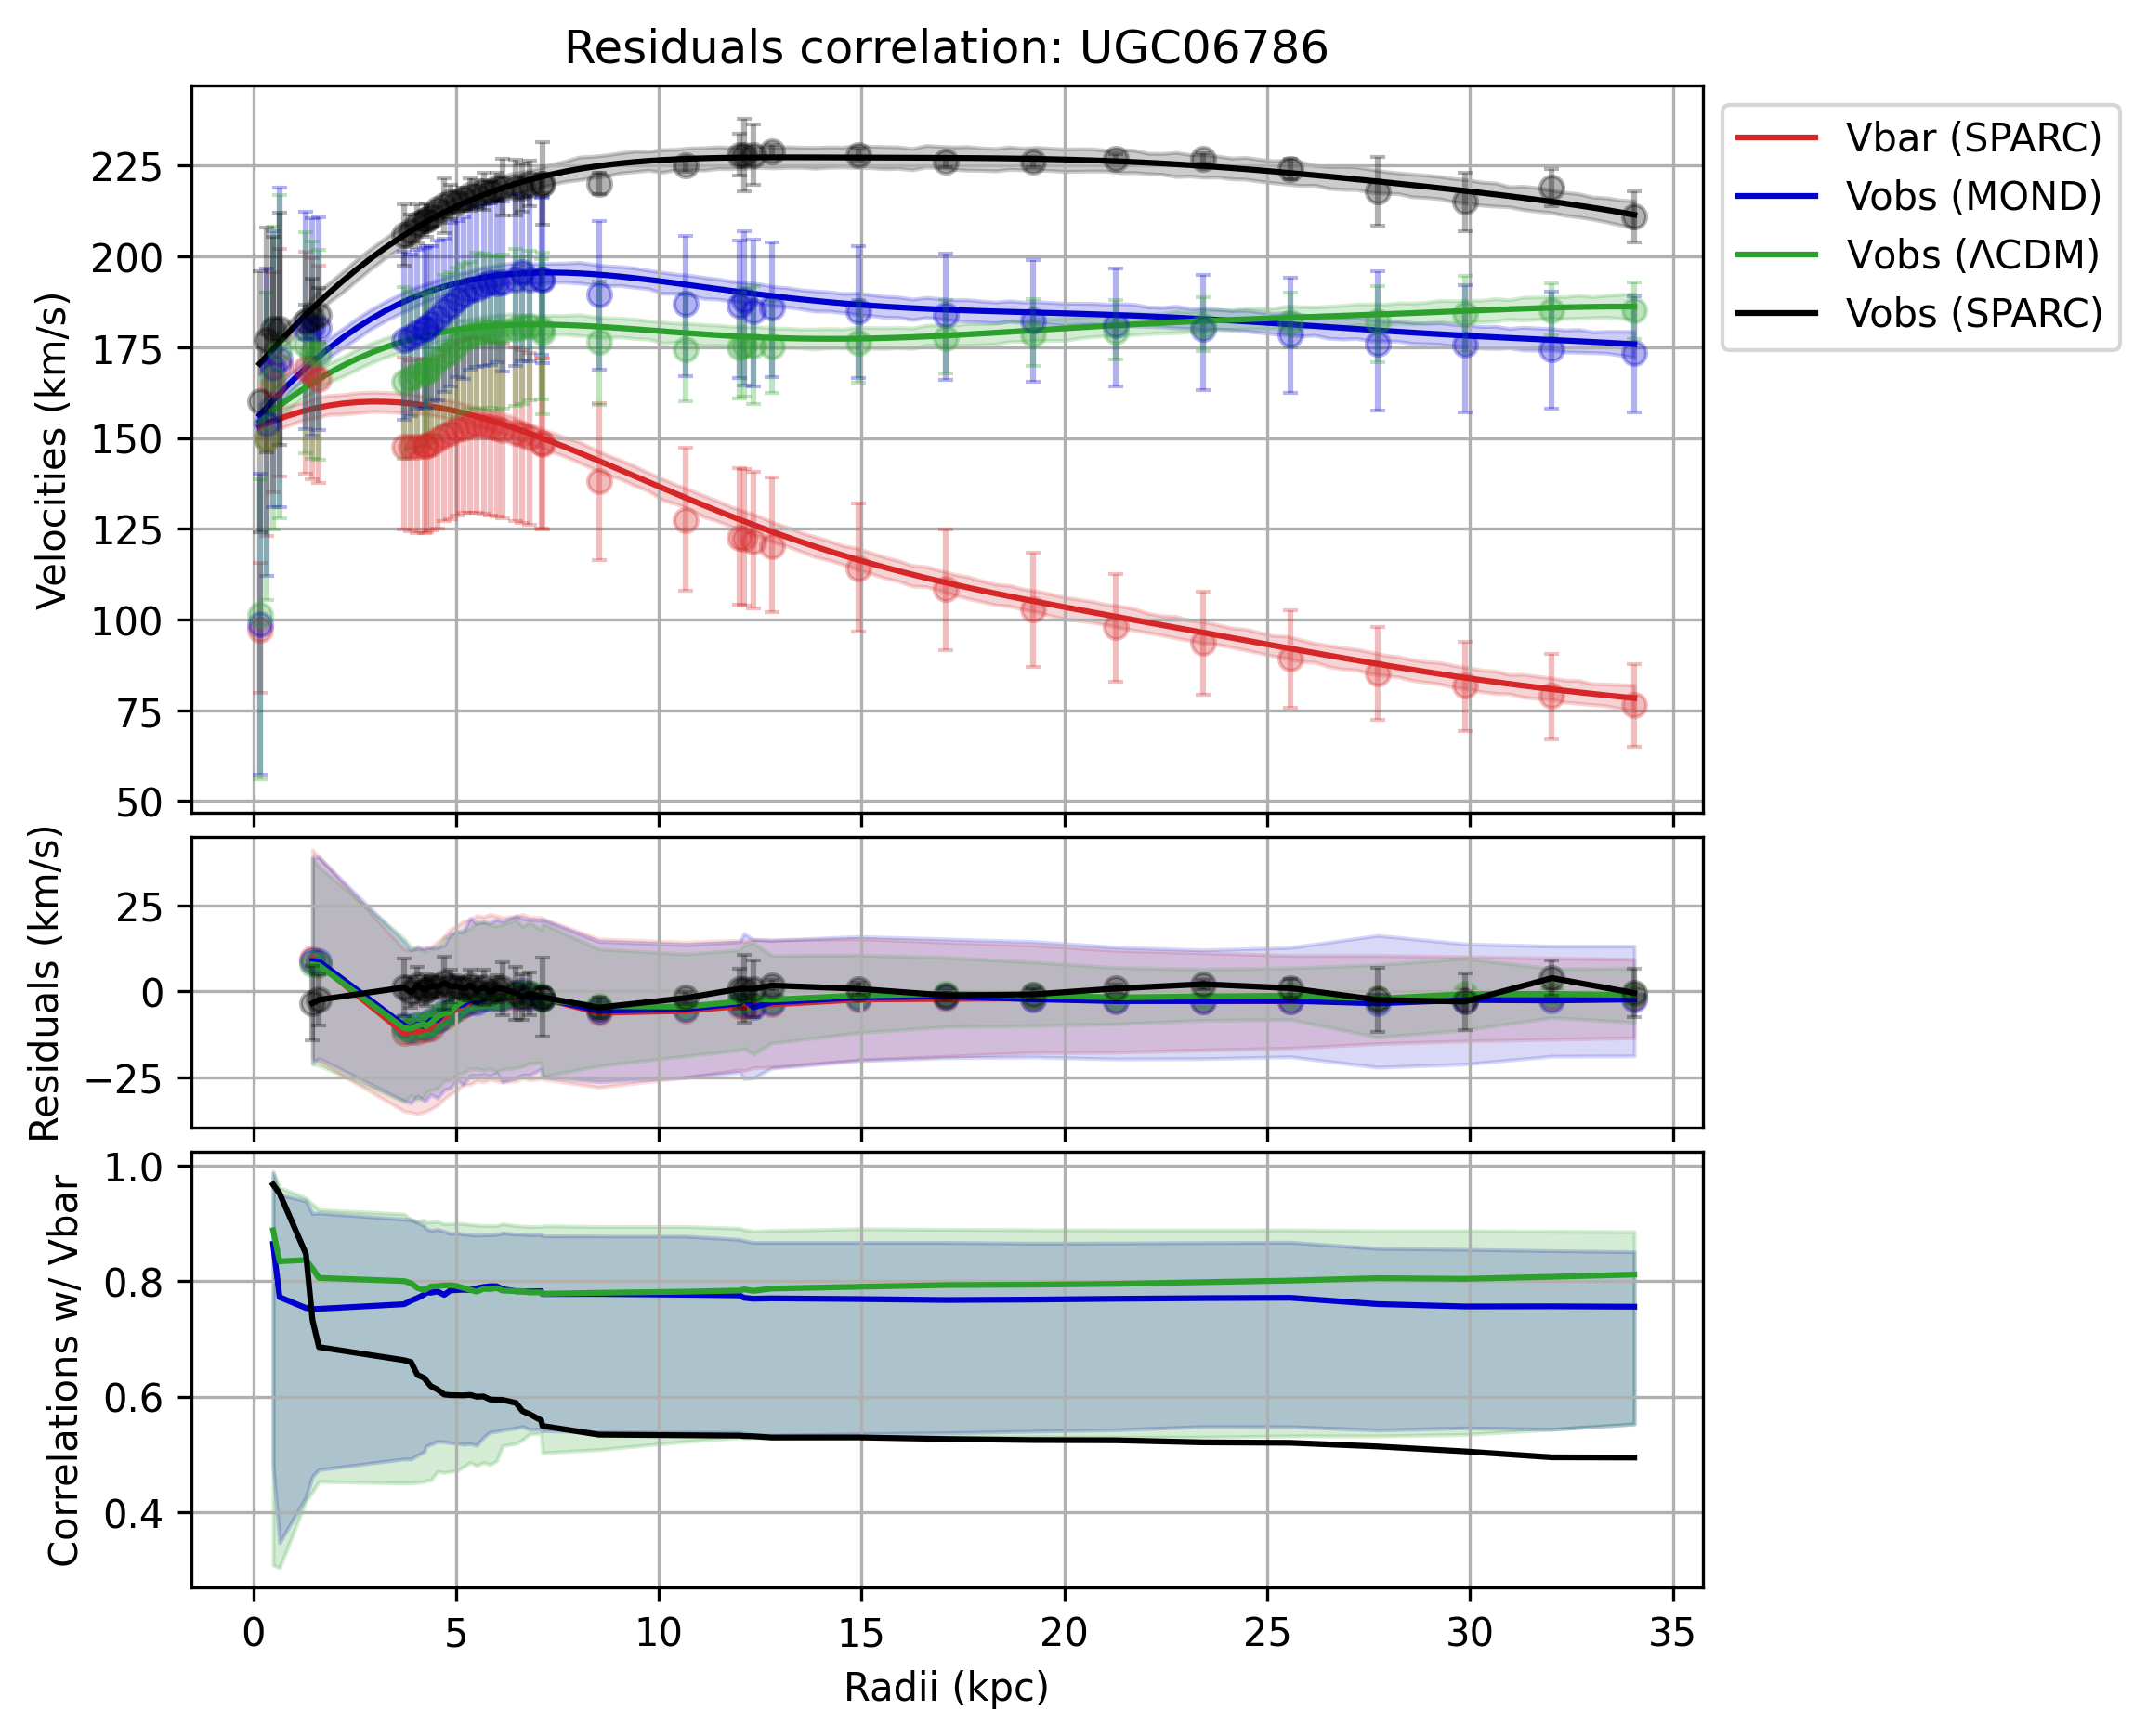 Residuals correlation: UGC06786
Vbar (SPARC)
Vobs (MOND)
Vobs (ΛCDM)
Vobs (SPARC)
Velocities (km/s)
225
200
175
150
125
100
75
50
Residuals (km/s)
25
0
−25
Correlations w/ Vbar
1.0
0.8
0.6
0.4
0 5 10 15 20 25 30 35
Radii (kpc)